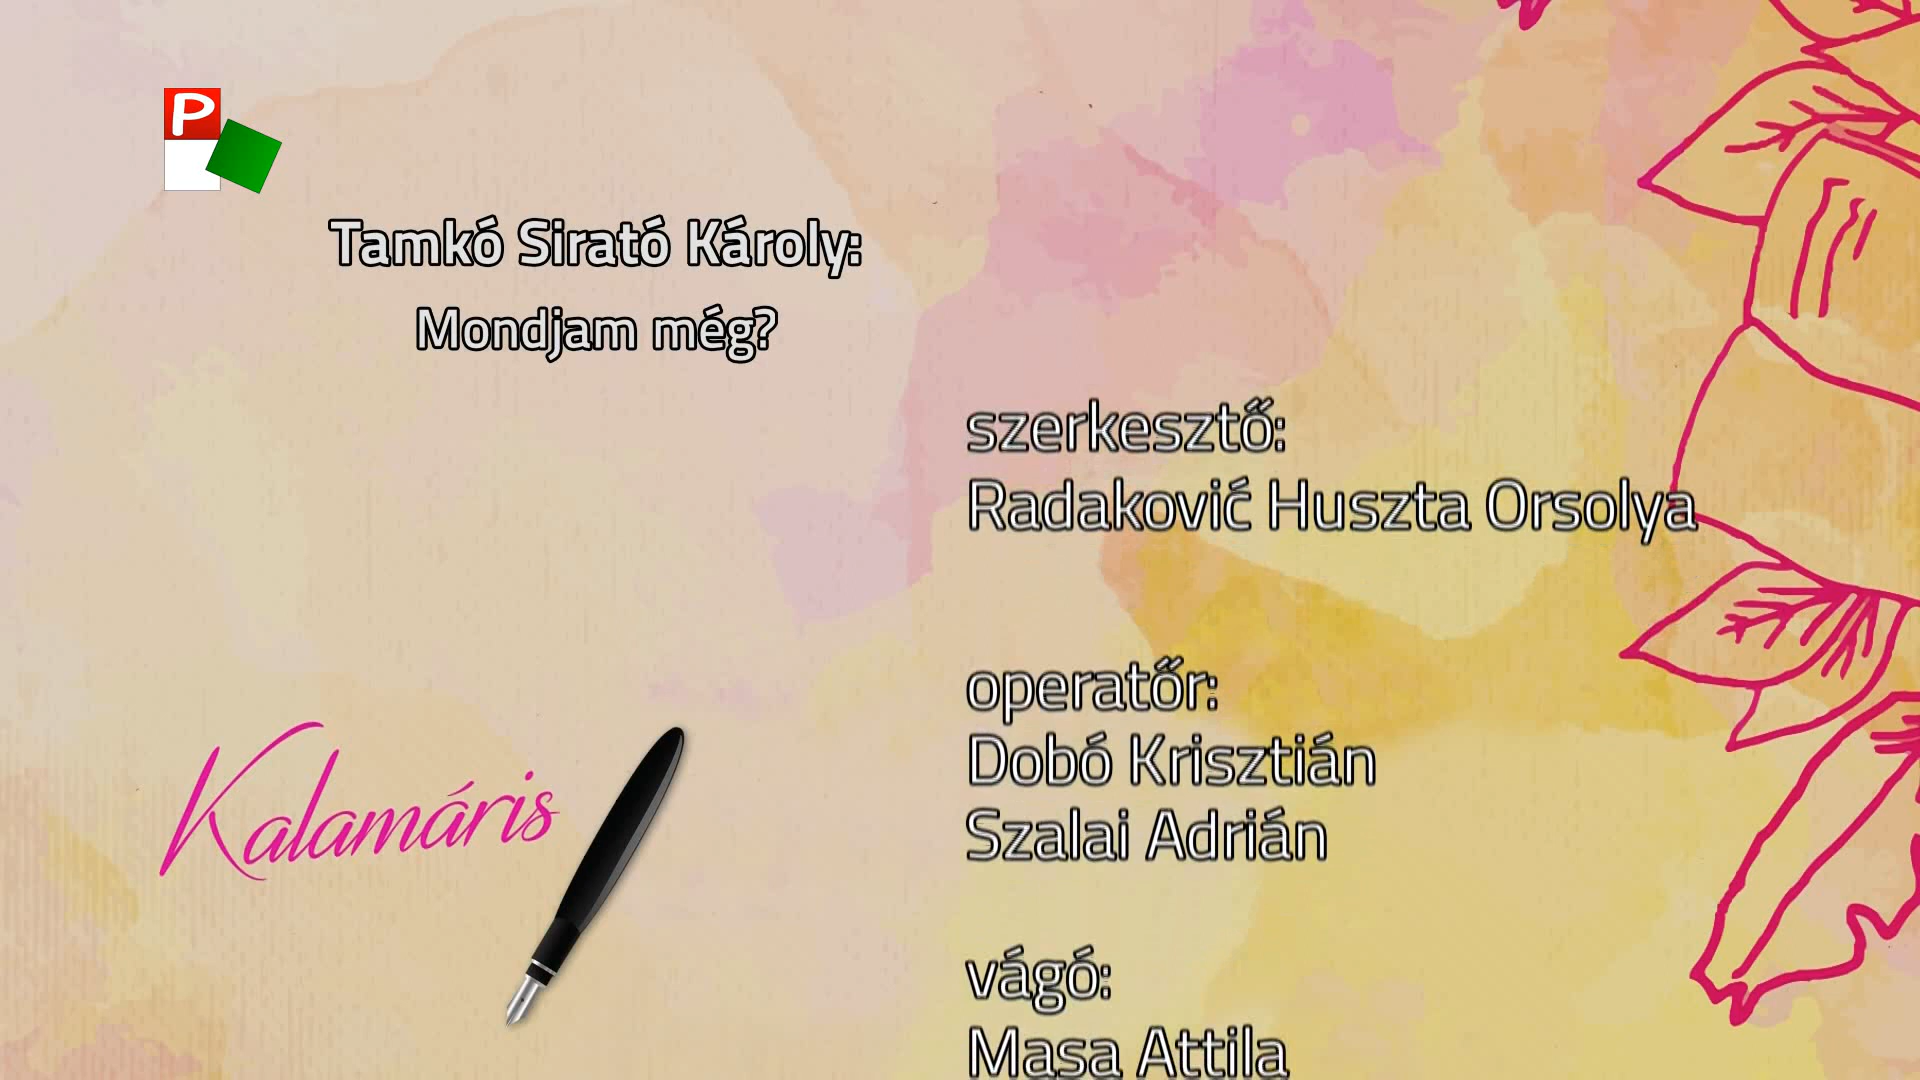 P
Tamkó Sirató Károly:
Mondjam még?
szerkesztő:
Radaković Huszta Orsolya
operatőr:
Dobó Krisztián
Szalai Adrián
Kalamáris
vágó:
Masa Attila